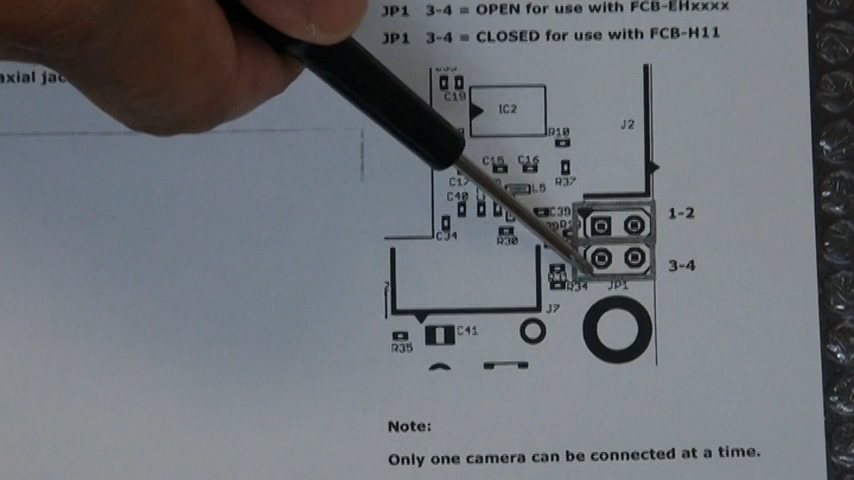 JP1 3-4 = OPEN for use with FCB-EHxxxx
JP1 3-4 = CLOSED for use with FCB-H11
axial jac
C19
IC2
R10
J2
C15 C16
C17
R37
L5
C40
C39
1-2
C34
R30
3-4
R34
JP1
J7
C41
R35
Note:
Only one camera can be connected at a time.